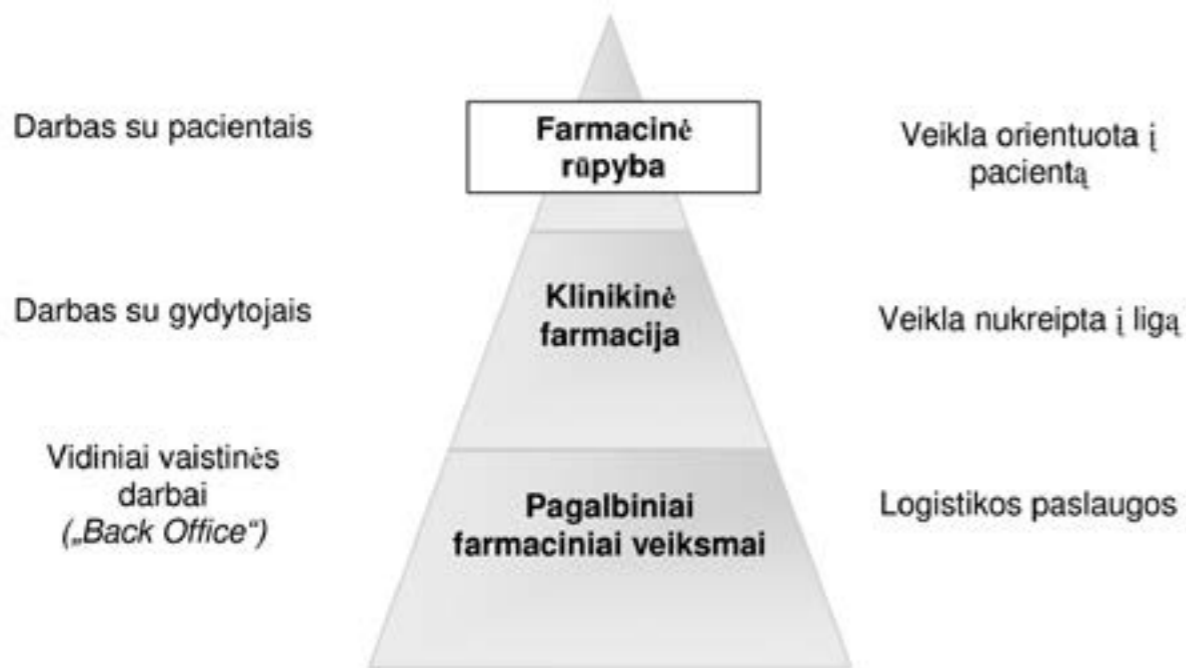 Darbas su pacientais
Farmacinė
rūpyba
Veikla orientuota į
pacientą
Darbas su gydytojais
Klinikinė
farmacija
Veikla nukreipta į ligą
Vidiniai vaistinės
darbai
(„Back Office“)
Pagalbiniai
farmaciniai veiksmai
Logistikos paslaugos